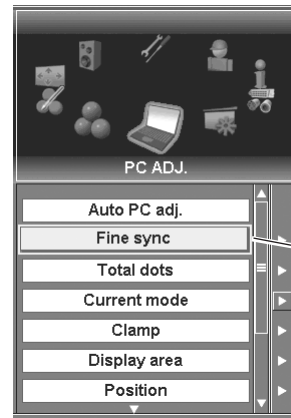 PC ADJ.
Auto PC adj.
Fine sync
Total dots
Current mode
Clamp
Display area
Position